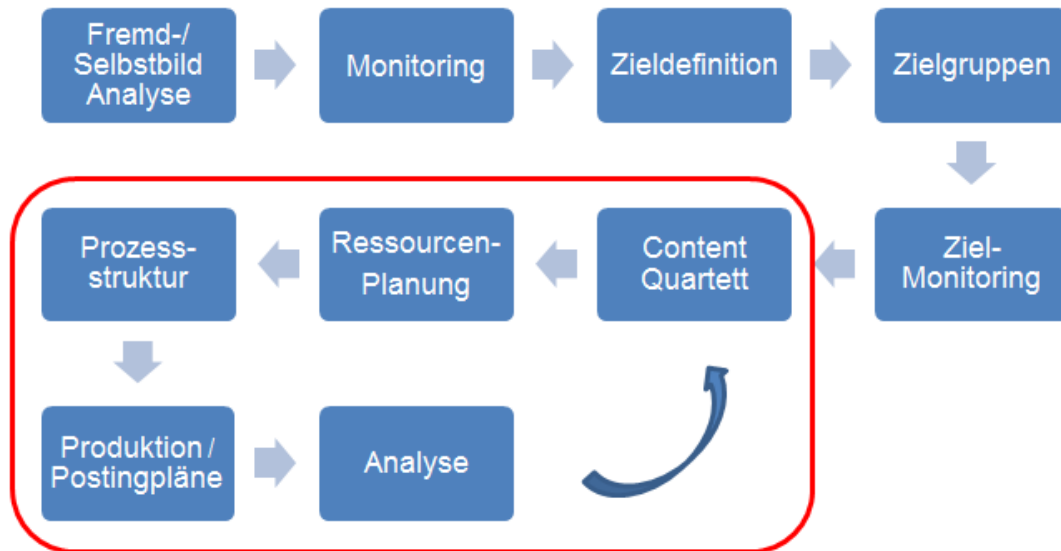 Fremd-/
Selbstbild
Analyse
Monitoring
Zieldefinition
Zielgruppen
Prozess-
struktur
Ressourcen-
Planung
Content
Quartett
Ziel-
Monitoring
Produktion /
Postingpläne
Analyse